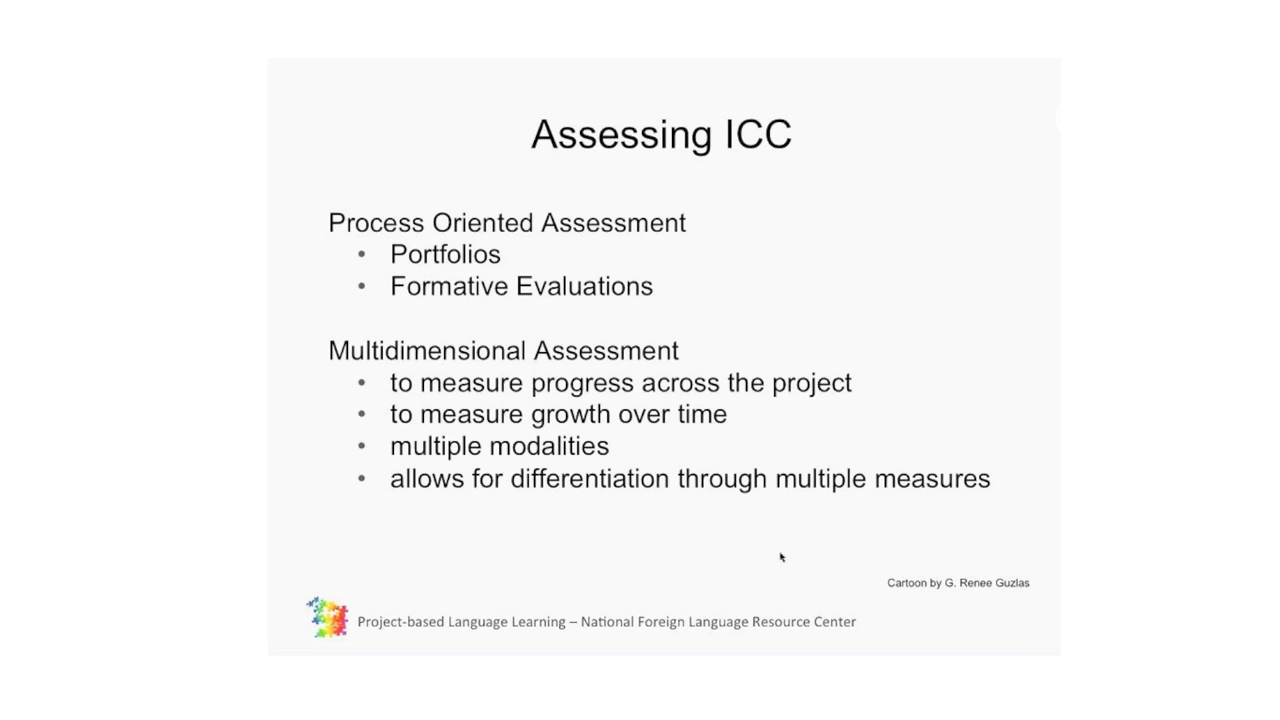 Assessing ICC
Process Oriented Assessment
• Portfolios
• Formative Evaluations
Multidimensional Assessment
• to measure progress across the project
• to measure growth over time
• multiple modalities
• allows for differentiation through multiple measures
Cartoon by G. Renee Guzlas
Project-based Language Learning – National Foreign Language Resource Center